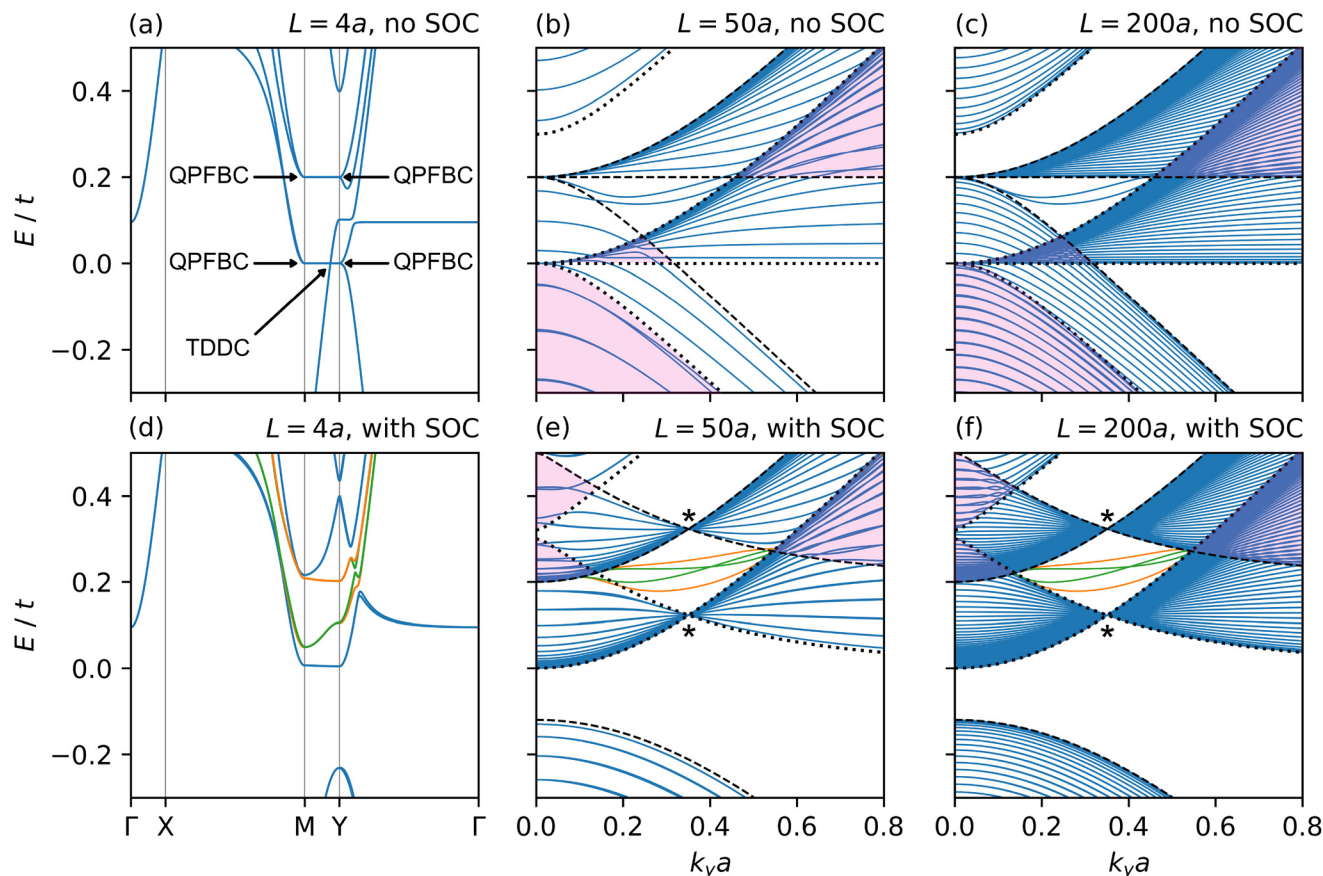 (a) L = 4a, no SOC
(b) L = 50a, no SOC
(c) L = 200a, no SOC
E / t
0.4
0.2
0.0
−0.2
QPFBC
QPFBC
QPFBC
QPFBC
TDDC
(d) L = 4a, with SOC
(e) L = 50a, with SOC
(f) L = 200a, with SOC
E / t
0.4
0.2
0.0
−0.2
*
*
*
*
Γ X M Y Γ
0.0 0.2 0.4 0.6 0.8
0.0 0.2 0.4 0.6 0.8
k_y a
k_y a